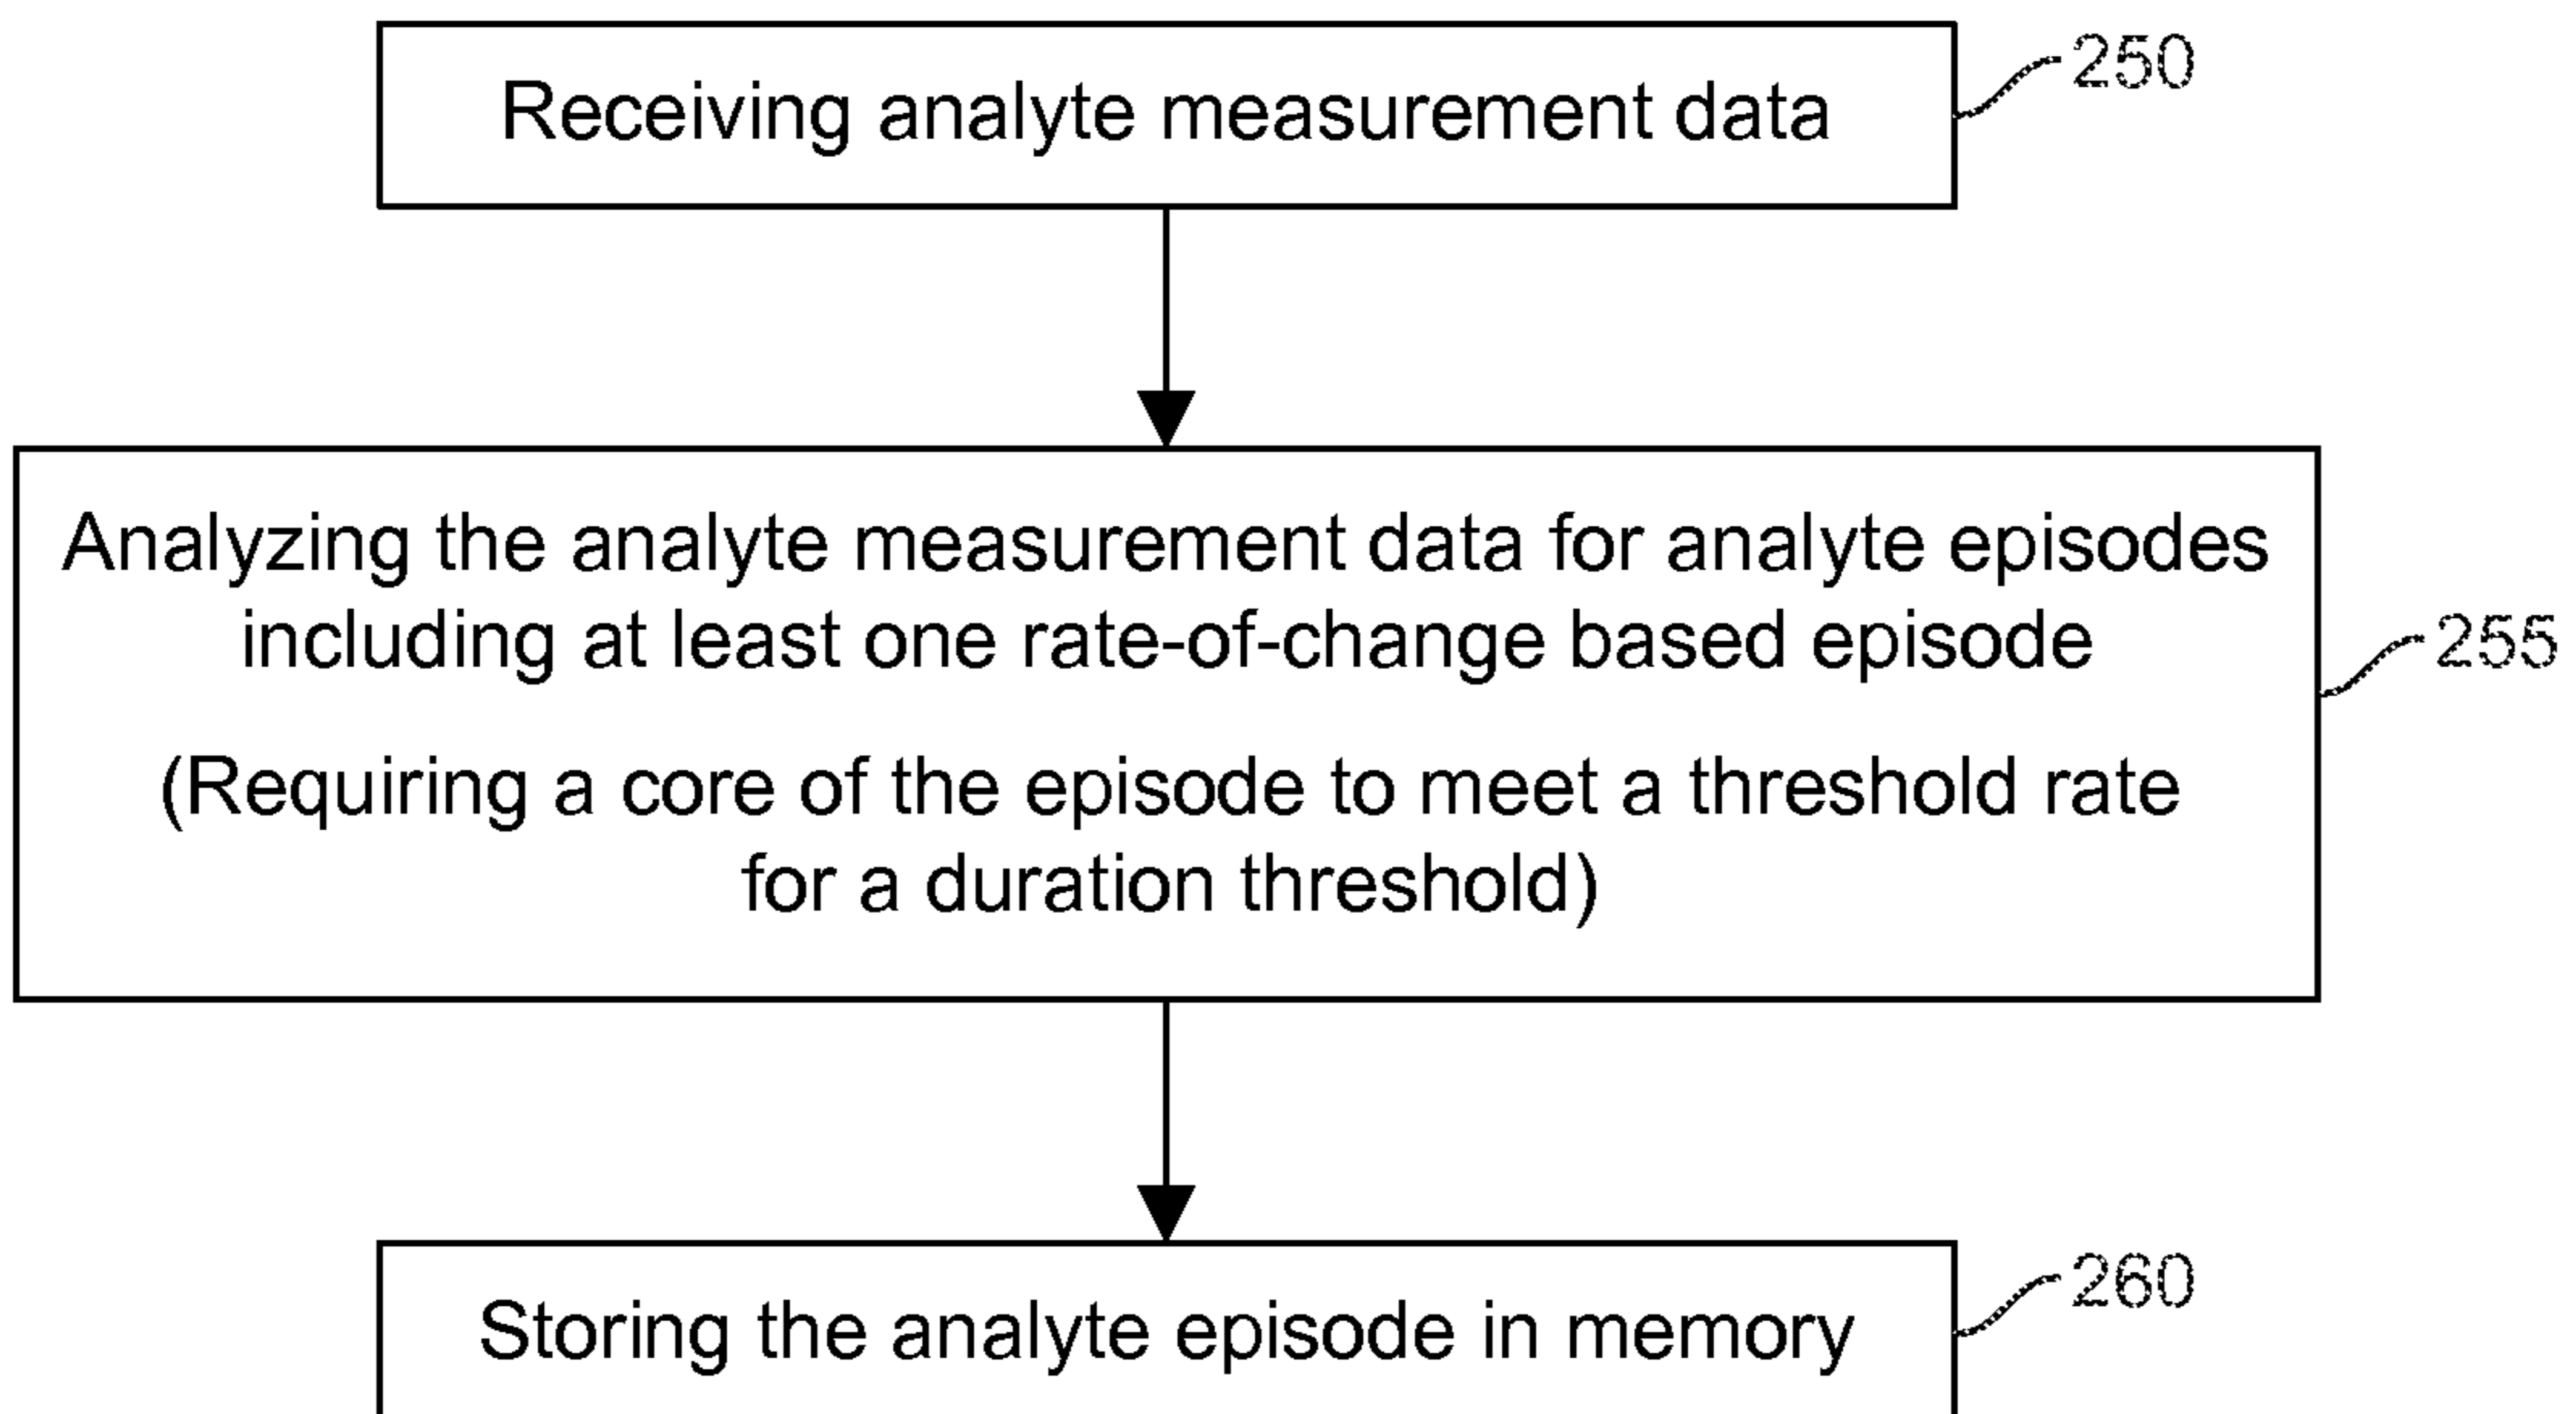 Receiving analyte measurement data
250
Analyzing the analyte measurement data for analyte episodes
including at least one rate-of-change based episode
255
(Requiring a core of the episode to meet a threshold rate
for a duration threshold)
260
Storing the analyte episode in memory